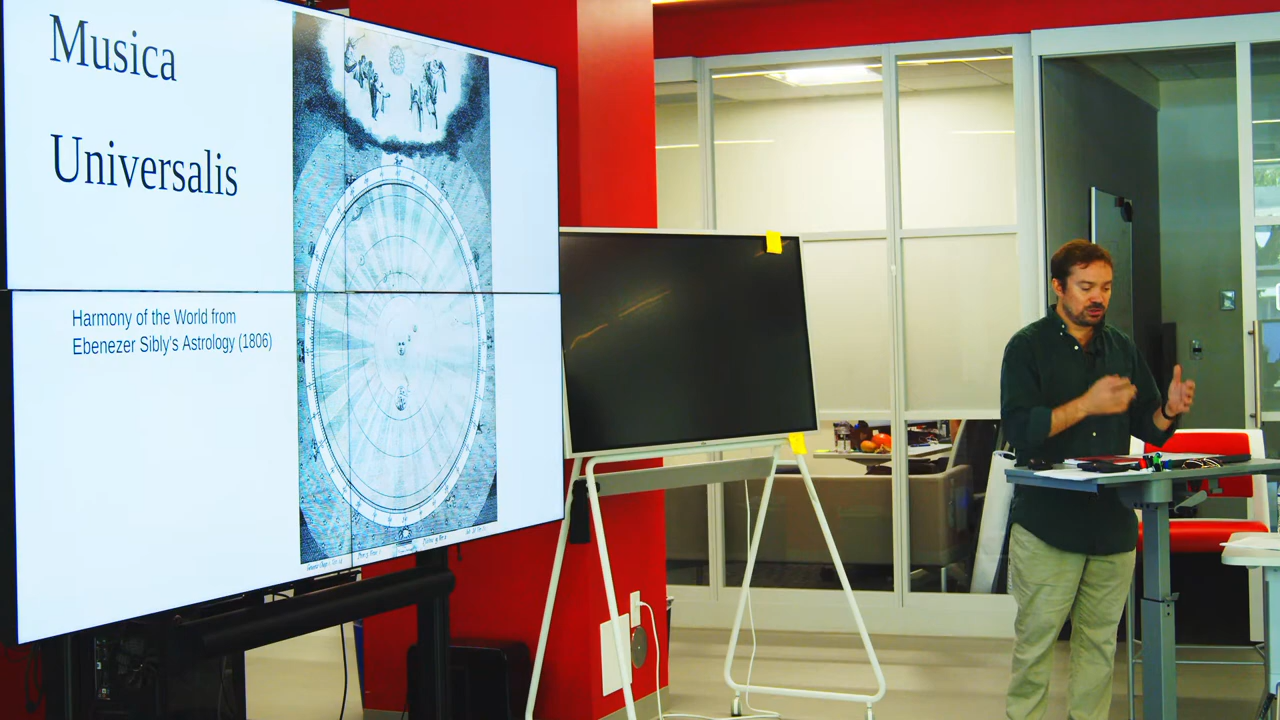 Musica
Universalis
Harmony of the World from
Ebenezer Sibly's Astrology (1806)